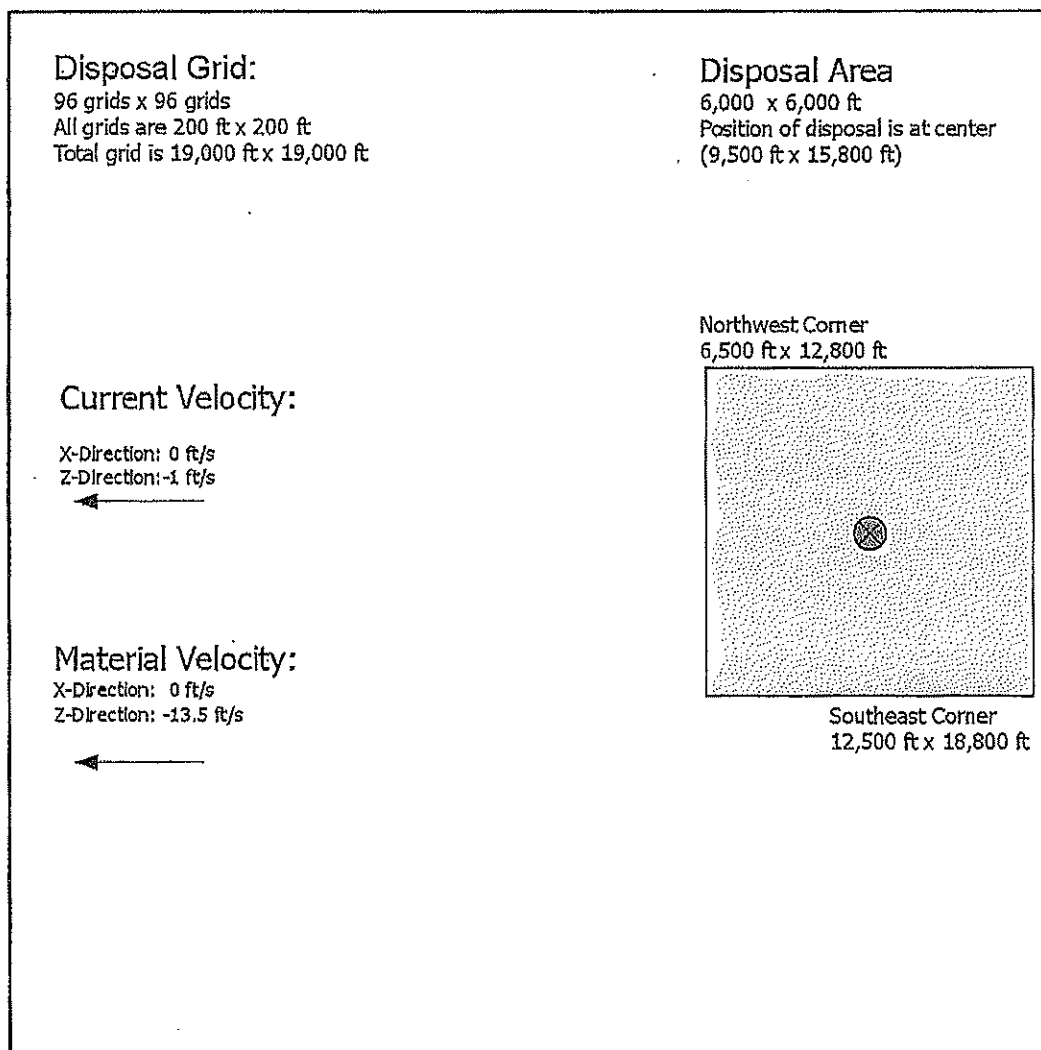 Disposal Grid:
96 grids x 96 grids
All grids are 200 ft x 200 ft
Total grid is 19,000 ft x 19,000 ft
Disposal Area
6,000 x 6,000 ft
Position of disposal is at center
(9,500 ft x 15,800 ft)
Northwest Corner
6,500 ft x 12,800 ft
Current Velocity:
X-Direction: 0 ft/s
Z-Direction:-1 ft/s
Material Velocity:
X-Direction: 0 ft/s
Z-Direction: -13.5 ft/s
Southeast Corner
12,500 ft x 18,800 ft